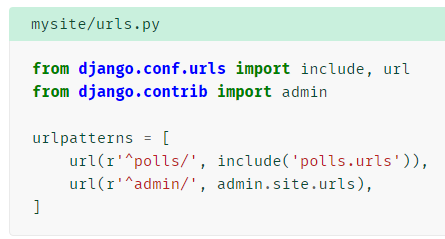 mysite/urls.py
from django.conf.urls import include, url
from django.contrib import admin
urlpatterns = [
    url(r'^polls/', include('polls.urls')),
    url(r'^admin/', admin.site.urls),
]